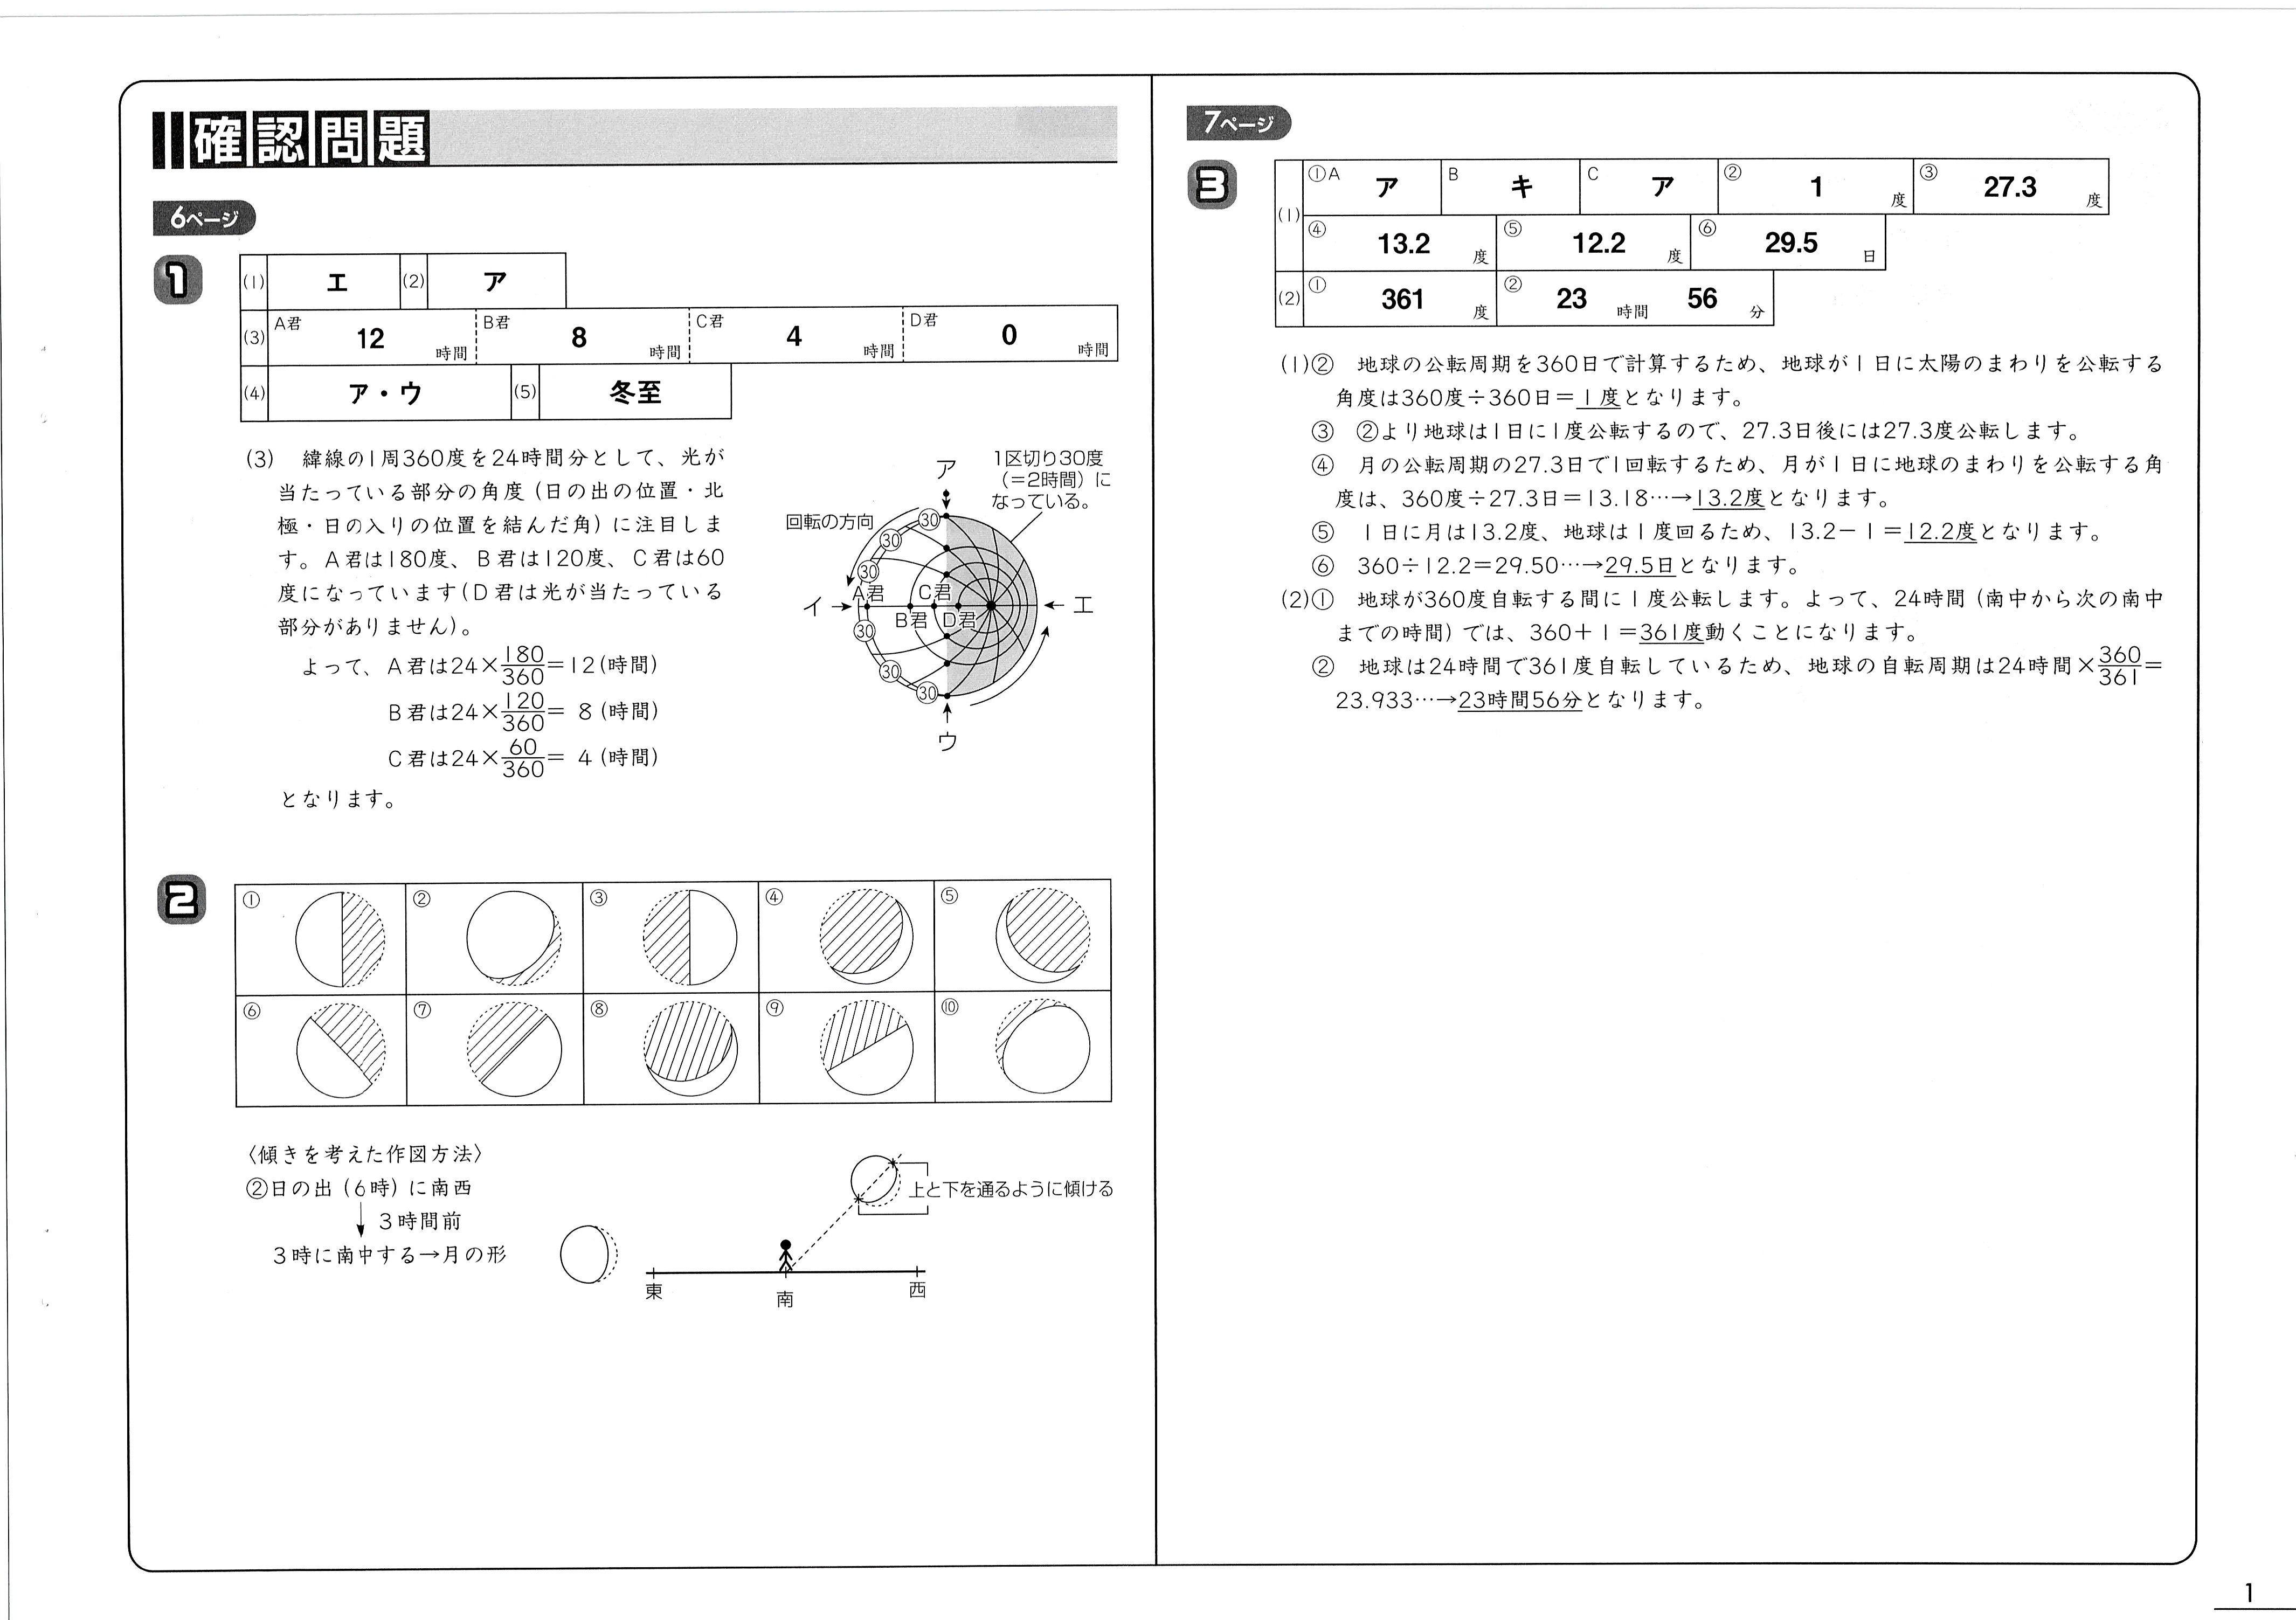 確認問題
6ページ
1
(1) エ (2) ア
(3) A君 12 時間 B君 8 時間 C君 4 時間 D君 0 時間
(4) ア・ウ (5) 冬至
(3) 緯線の1周360度を24時間分として、光が
当たっている部分の角度(日の出の位置・北
極・日の入りの位置を結んだ角)に注目しま
す。A君は180度、B君は120度、C君は60
度になっています(D君は光が当たっている
部分がありません)。
よって、A君は24×180/360=12(時間)
B君は24×120/360= 8(時間)
C君は24×60/360= 4(時間)
となります。
ア
1区切り30度
(=2時間)に
なっている。
回転の方向
30
30
30
A君 C君
イ エ
B君 D君
30
30
30
ウ
2
① ② ③ ④ ⑤
⑥ ⑦ ⑧ ⑨ ⑩
〈傾きを考えた作図方法〉
②日の出(6時)に南西
3時間前
3時に南中する→月の形
上と下を通るように傾ける
東 南 西
7ページ
3
(1) ①A ア B キ C ア ② 1 度 ③ 27.3 度
④ 13.2 度 ⑤ 12.2 度 ⑥ 29.5 日
(2) ① 361 度 ② 23 時間 56 分
(1)② 地球の公転周期を360日で計算するため、地球が1日に太陽のまわりを公転する
角度は360度÷360日=1度となります。
③ ②より地球は1日に1度公転するので、27.3日後には27.3度公転します。
④ 月の公転周期の27.3日で1回転するため、月が1日に地球のまわりを公転する角
度は、360度÷27.3日=13.18…→13.2度となります。
⑤ 1日に月は13.2度、地球は1度回るため、13.2-1=12.2度となります。
⑥ 360÷12.2=29.50…→29.5日となります。
(2)① 地球が360度自転する間に1度公転します。よって、24時間(南中から次の南中
までの時間)では、360+1=361度動くことになります。
② 地球は24時間で361度自転しているため、地球の自転周期は24時間×360/361=
23.933…→23時間56分となります。
1